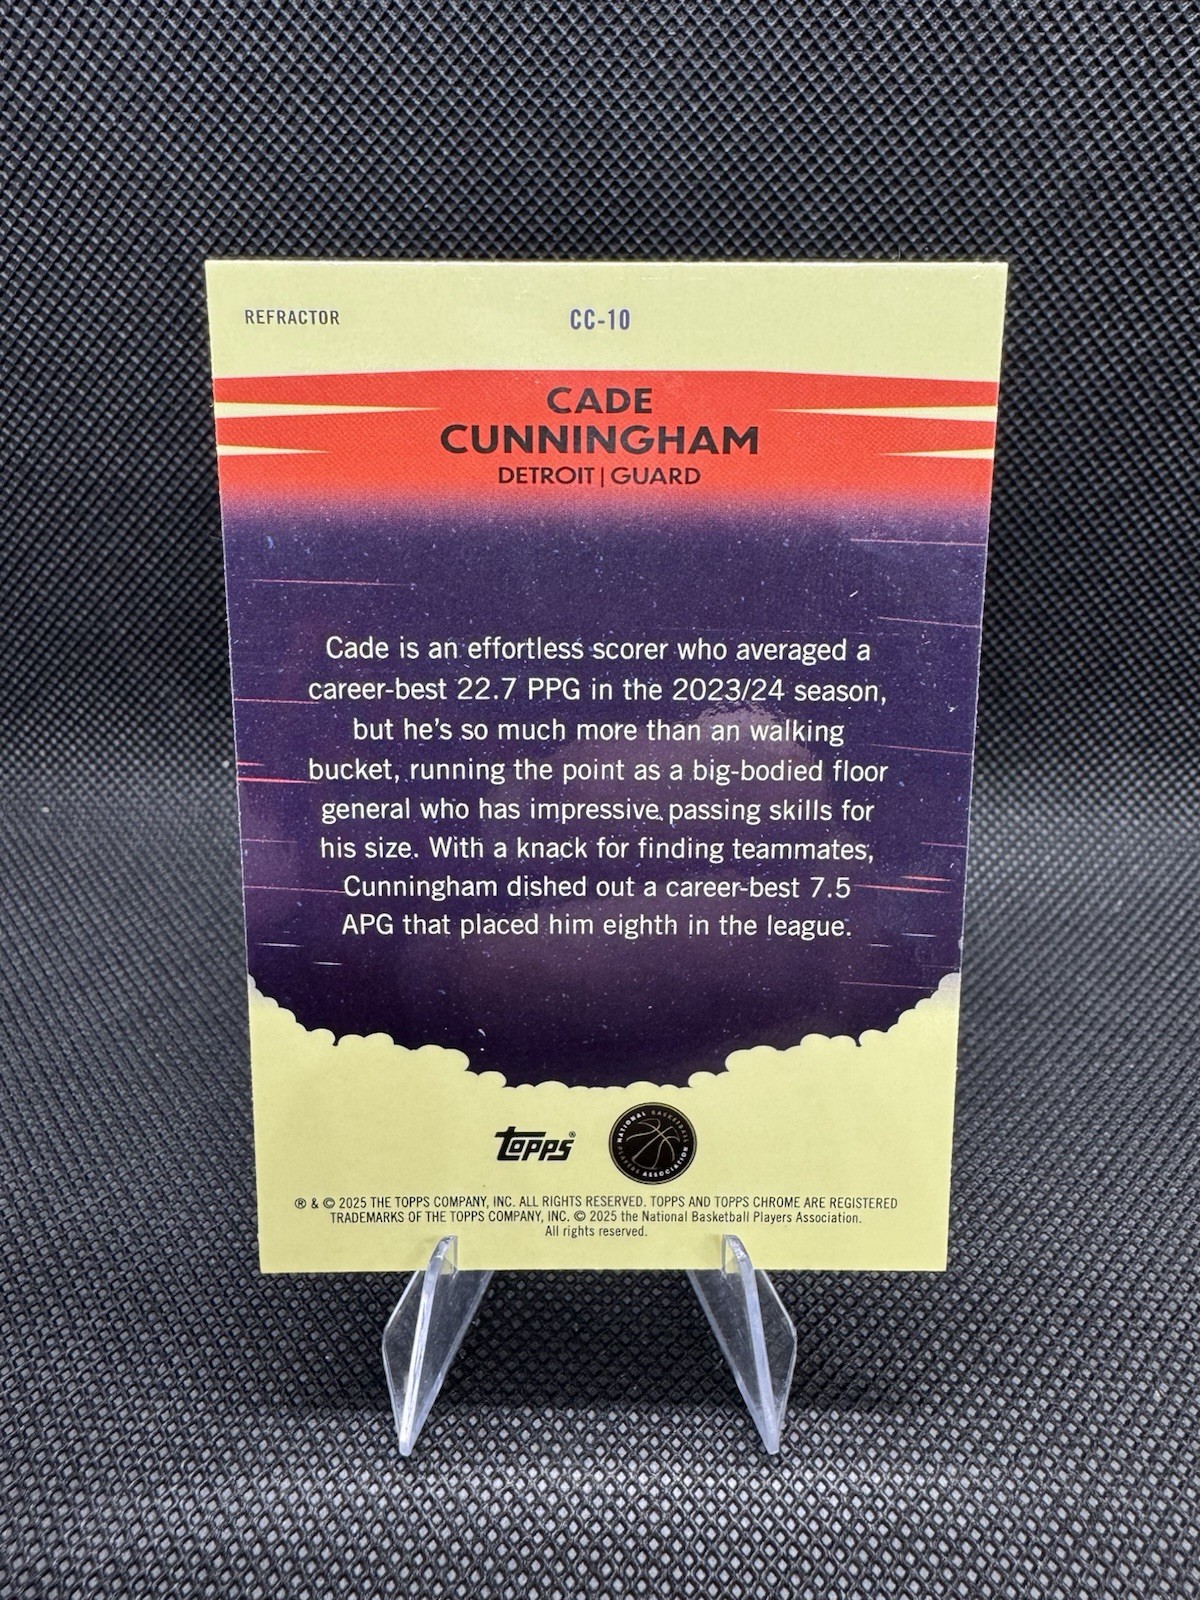 REFRACTOR
CC-10
CADE
CUNNINGHAM
DETROIT | GUARD
Cade is an effortless scorer who averaged a
career-best 22.7 PPG in the 2023/24 season,
but he's so much more than an walking
bucket, running the point as a big-bodied floor
general who has impressive passing skills for
his size. With a knack for finding teammates,
Cunningham dished out a career-best 7.5
APG that placed him eighth in the league.
topps®
NATIONAL BASKETBALL
PLAYERS ASSOCIATION
® & © 2025 THE TOPPS COMPANY, INC. ALL RIGHTS RESERVED. TOPPS AND TOPPS CHROME ARE REGISTERED
TRADEMARKS OF THE TOPPS COMPANY, INC. © 2025 the National Basketball Players Association.
All rights reserved.